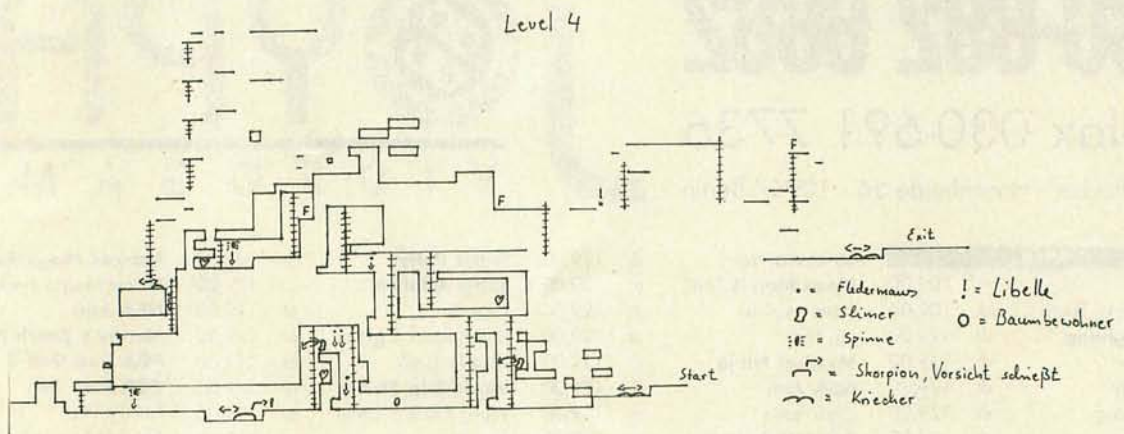 Level 4
F
F
F
Exit
: = Fledermaus
! = Libelle
= Slimer
O = Baumbewohner
= Spinne
= Skorpion, Vorsicht schießt
= Kriecher
Start